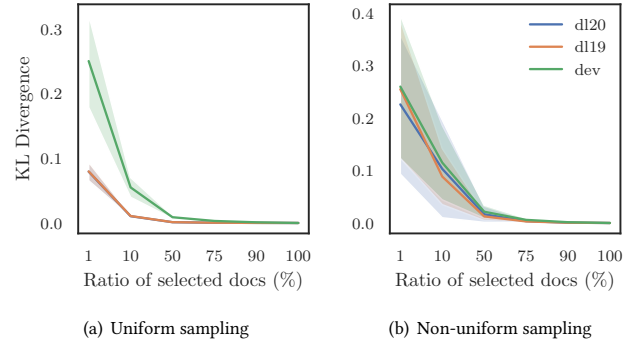 KL Divergence
0.3
0.2
0.1
0.0
1 10 50 75 90 100
Ratio of selected docs (%)
(a) Uniform sampling
0.4
0.3
0.2
0.1
0.0
dl20
dl19
dev
1 10 50 75 90 100
Ratio of selected docs (%)
(b) Non-uniform sampling